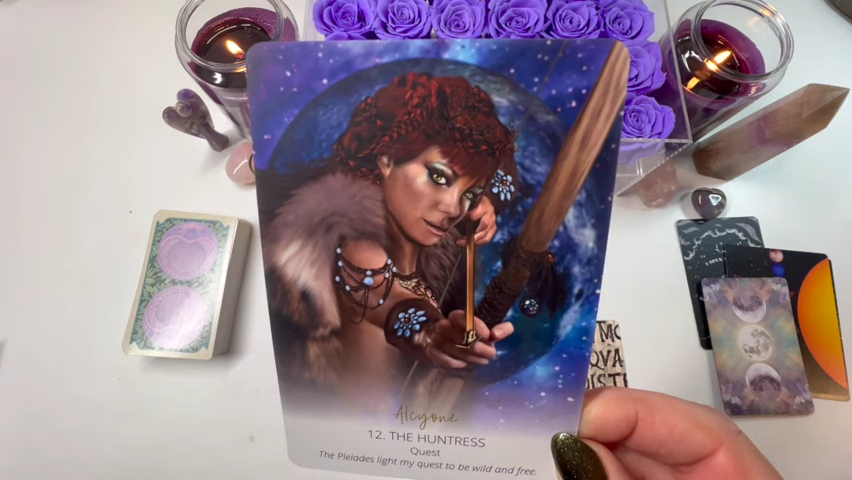 Alcyone
12. THE HUNTRESS
Quest
The Pleiades light my quest to be wild and free.